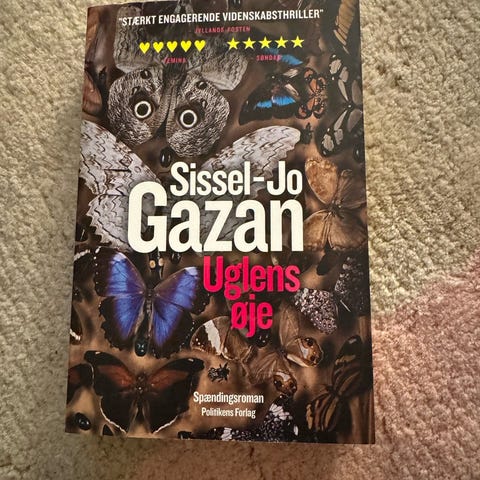 "STÆRKT ENGAGERENDE VIDENSKABSTHRILLER"
JYLLANDS-POSTEN
♥♥♥♥♥ ★★★★★
FEMINA SØNDAG
Sissel-Jo
Gazan
Uglens
øje
Spændingsroman
Politikens Forlag